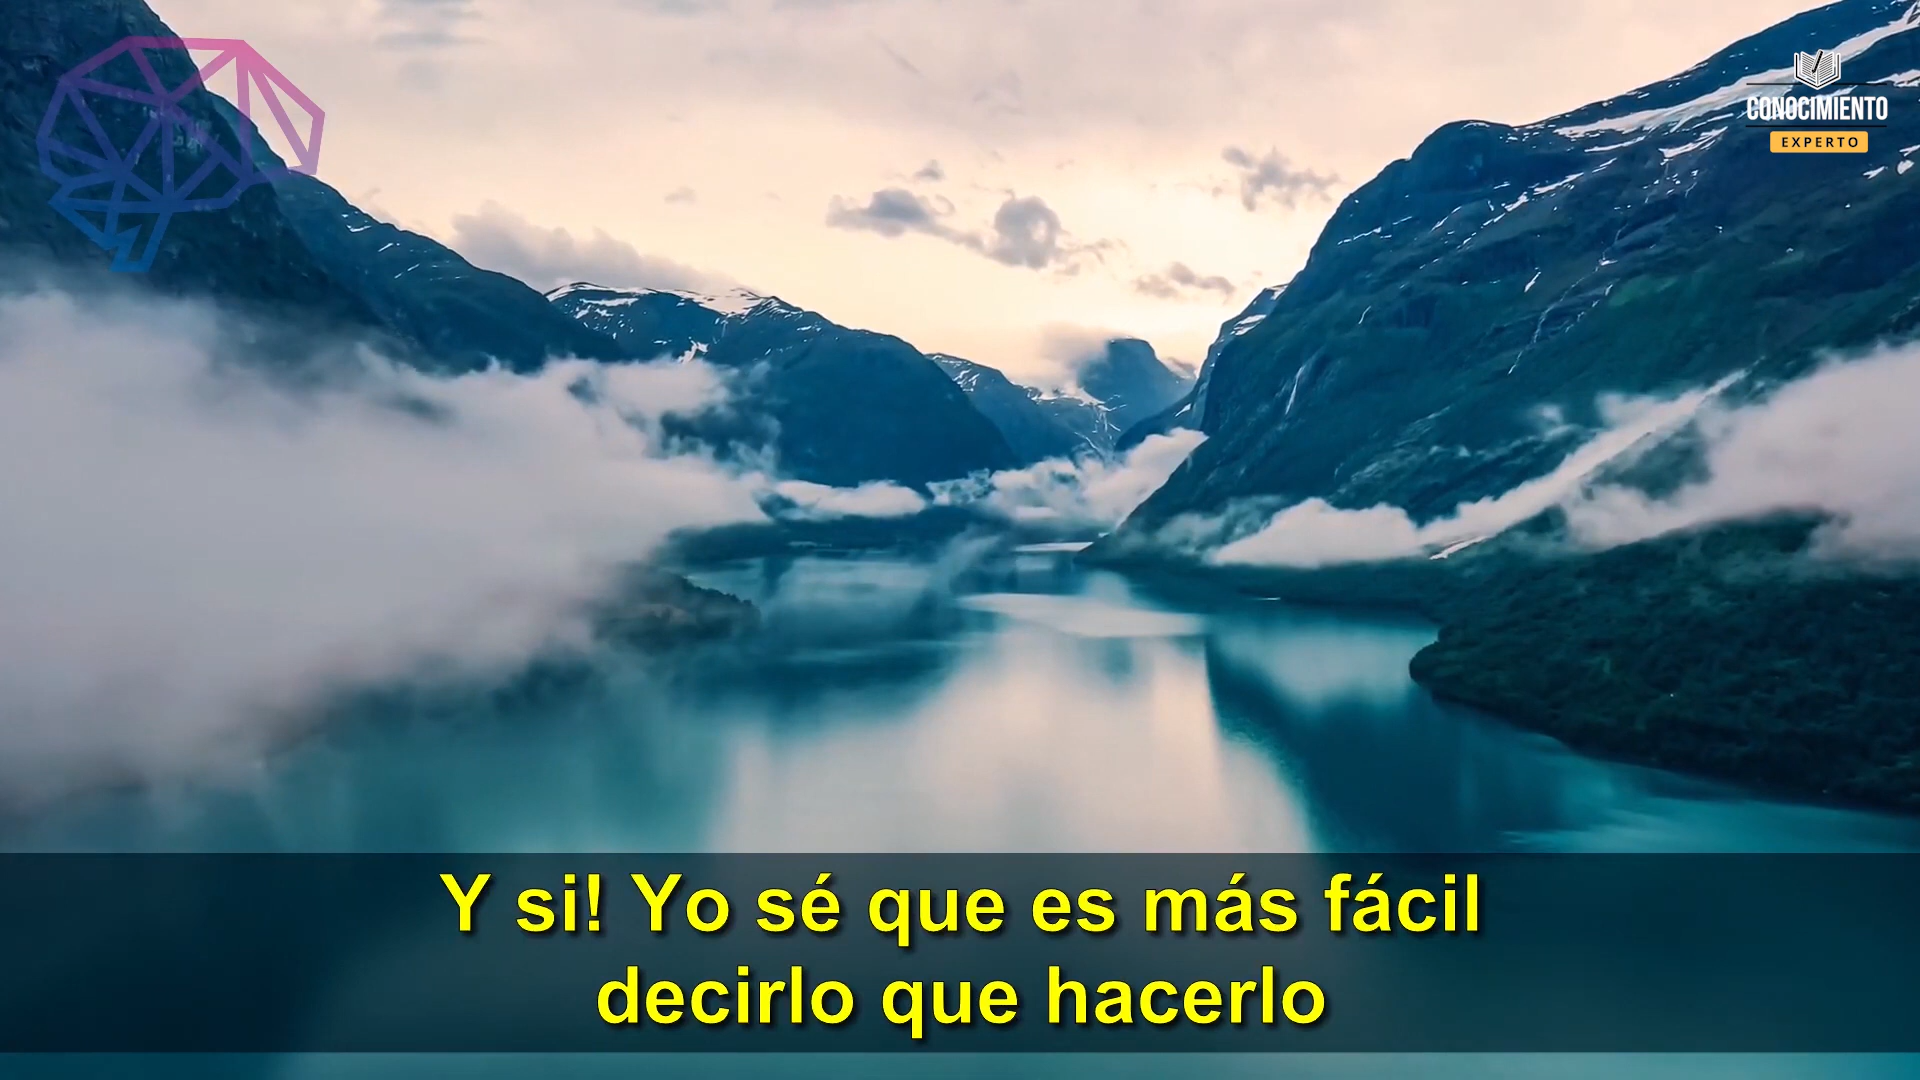 CONOCIMIENTO
EXPERTO
Y si! Yo sé que es más fácil
decirlo que hacerlo